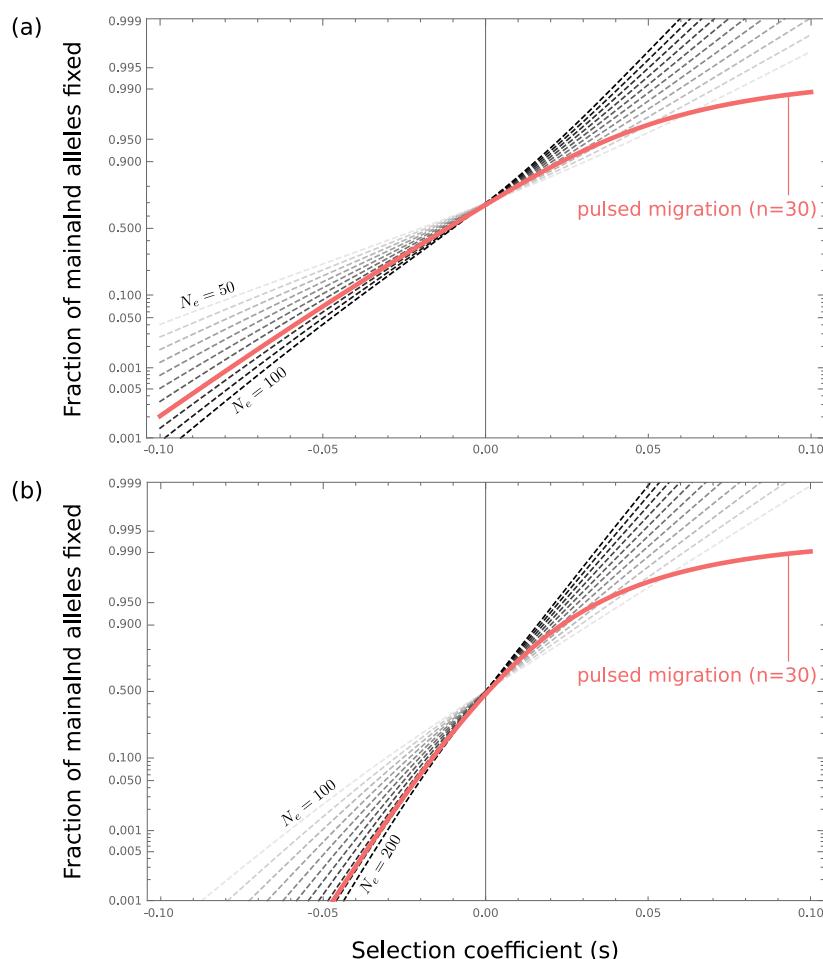 (a)
Fraction of mainalnd alleles fixed
0.999
0.995
0.990
0.950
0.900
0.500
0.100
0.050
0.001
0.005
0.001
N_e = 50
N_e = 100
pulsed migration (n=30)
-0.10
-0.05
0.00
0.05
0.10
(b)
Fraction of mainalnd alleles fixed
0.999
0.995
0.990
0.950
0.900
0.500
0.100
0.050
0.001
0.005
0.001
N_e = 100
N_e = 200
pulsed migration (n=30)
-0.10
-0.05
0.00
0.05
0.10
Selection coefficient (s)